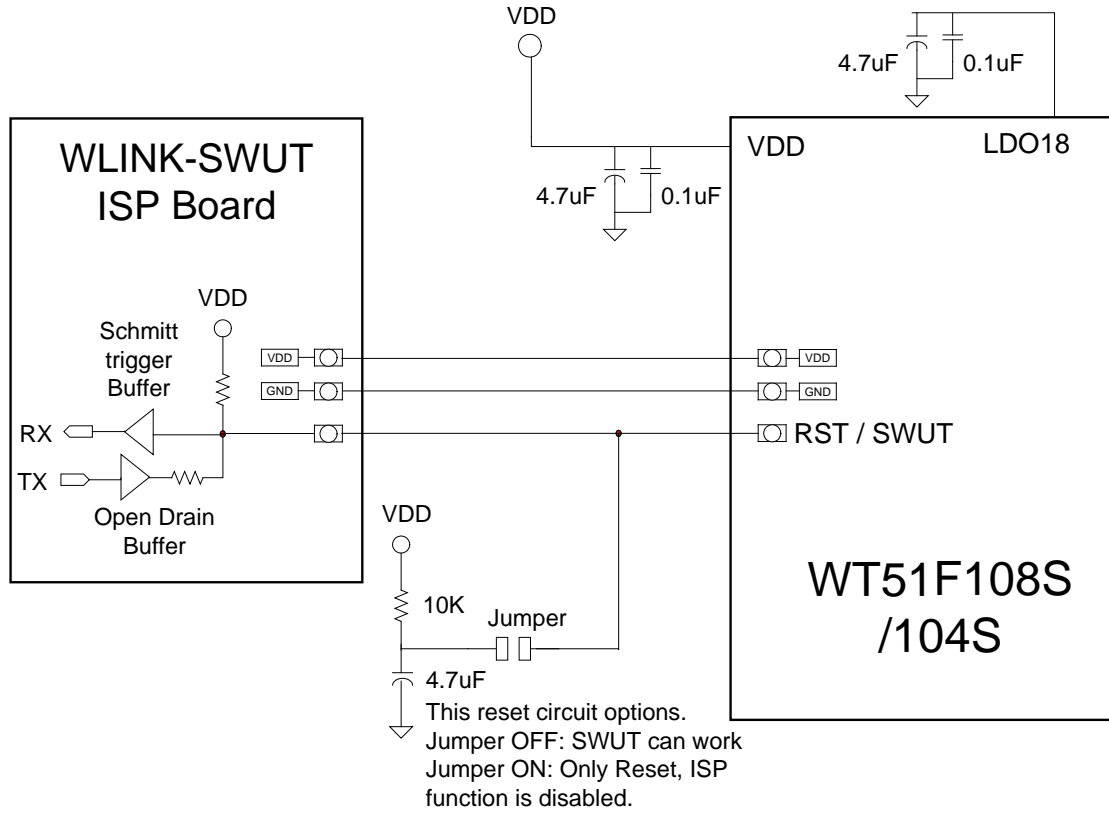 VDD
4.7uF
0.1uF
WLINK-SWUT
ISP Board
VDD
LDO18
4.7uF
0.1uF
VDD
Schmitt
trigger
Buffer
VDD
VDD
GND
GND
RX
RST / SWUT
TX
Open Drain
Buffer
VDD
10K
Jumper
WT51F108S
/104S
4.7uF
This reset circuit options.
Jumper OFF: SWUT can work
Jumper ON: Only Reset, ISP
function is disabled.